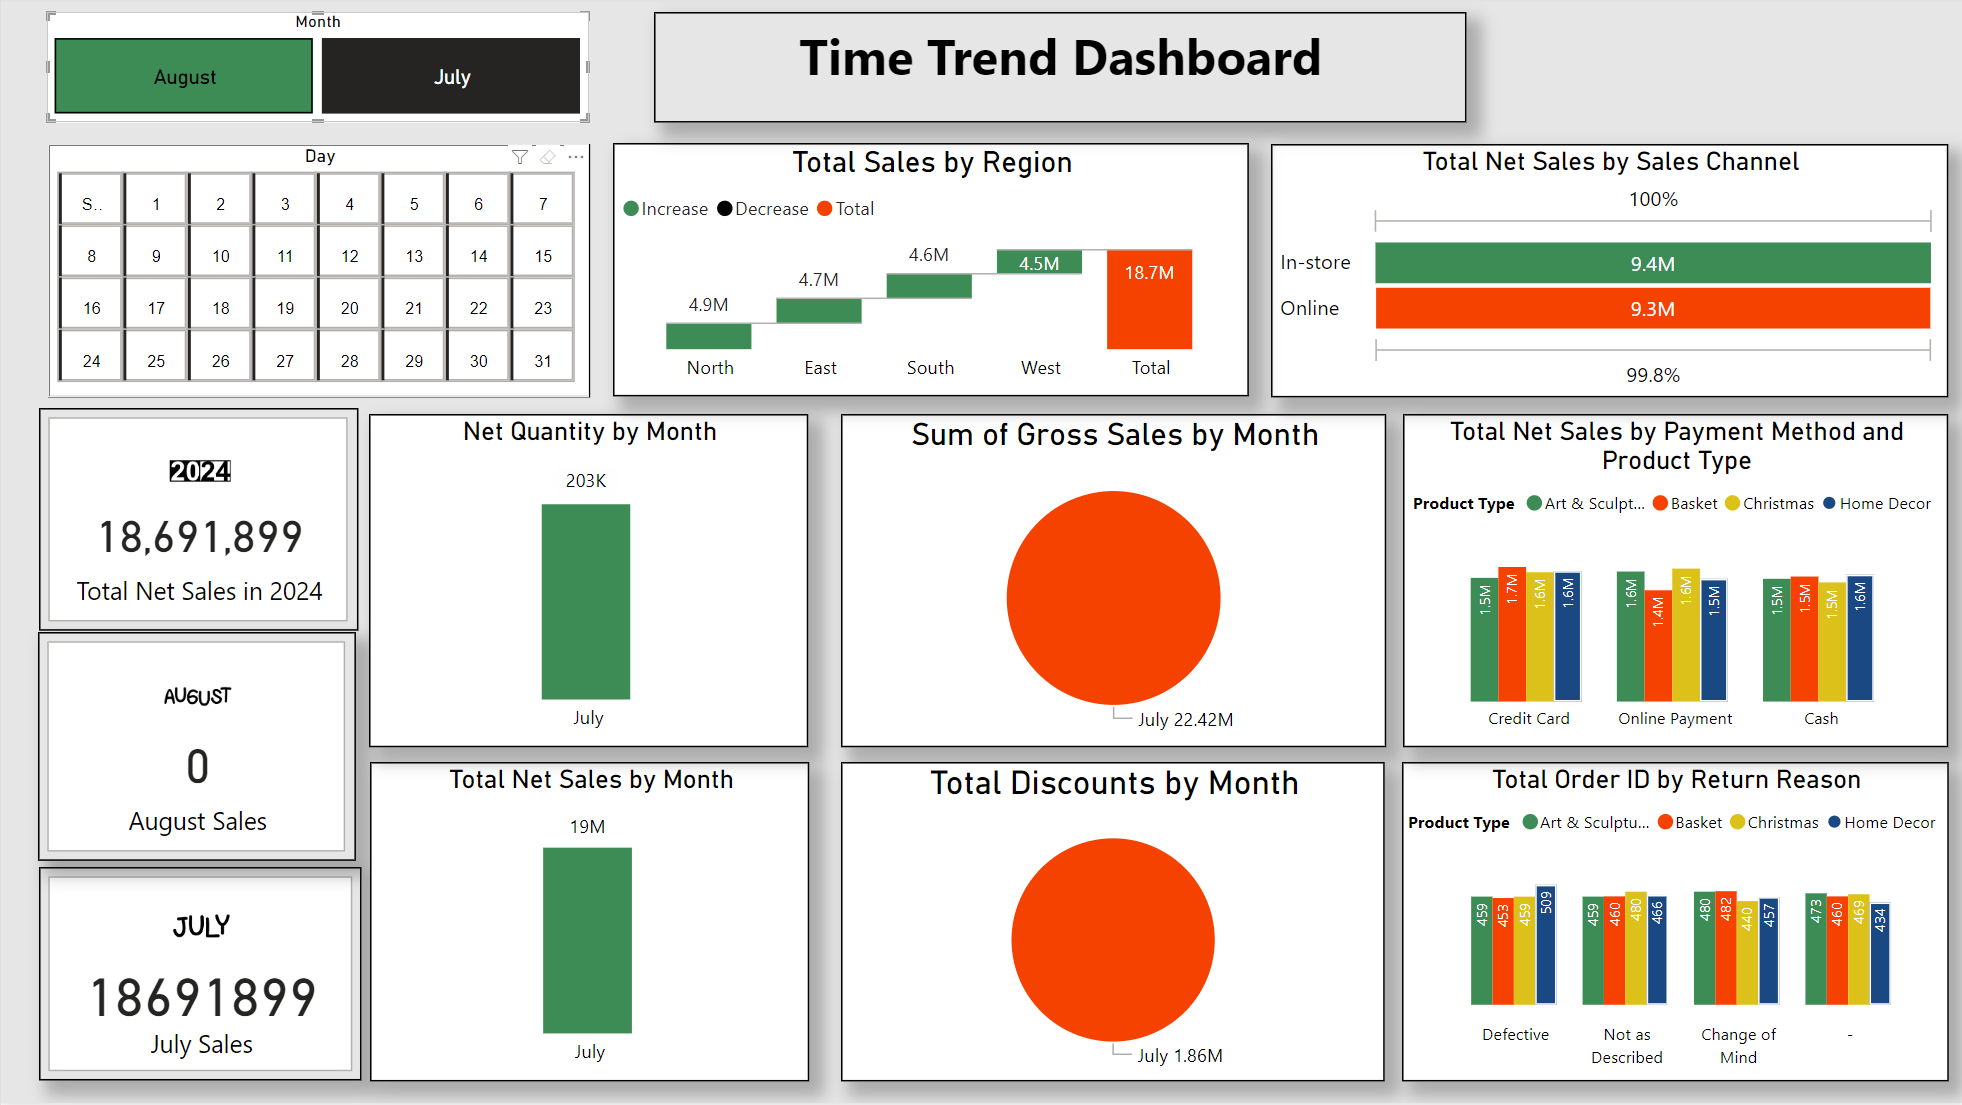 Month
August
July
Time Trend Dashboard
Day
S.. 1 2 3 4 5 6 7
8 9 10 11 12 13 14 15
16 17 18 19 20 21 22 23
24 25 26 27 28 29 30 31
Total Sales by Region
Increase Decrease Total
4.9M 4.7M 4.6M 4.5M 18.7M
North East South West Total
Total Net Sales by Sales Channel
100%
In-store 9.4M
Online 9.3M
99.8%
2024
18,691,899
Total Net Sales in 2024
AUGUST
0
August Sales
JULY
18691899
July Sales
Net Quantity by Month
203K
July
Sum of Gross Sales by Month
July 22.42M
Total Net Sales by Payment Method and
Product Type
Product Type Art & Sculpt... Basket Christmas Home Decor
1.5M 1.7M 1.6M 1.6M 1.6M 1.4M 1.6M 1.5M 1.5M 1.5M 1.5M 1.6M
Credit Card Online Payment Cash
Total Net Sales by Month
19M
July
Total Discounts by Month
July 1.86M
Total Order ID by Return Reason
Product Type Art & Sculptu... Basket Christmas Home Decor
459 453 459 509 459 460 480 466 480 482 440 457 473 460 469 434
Defective Not as Change of -
Described Mind